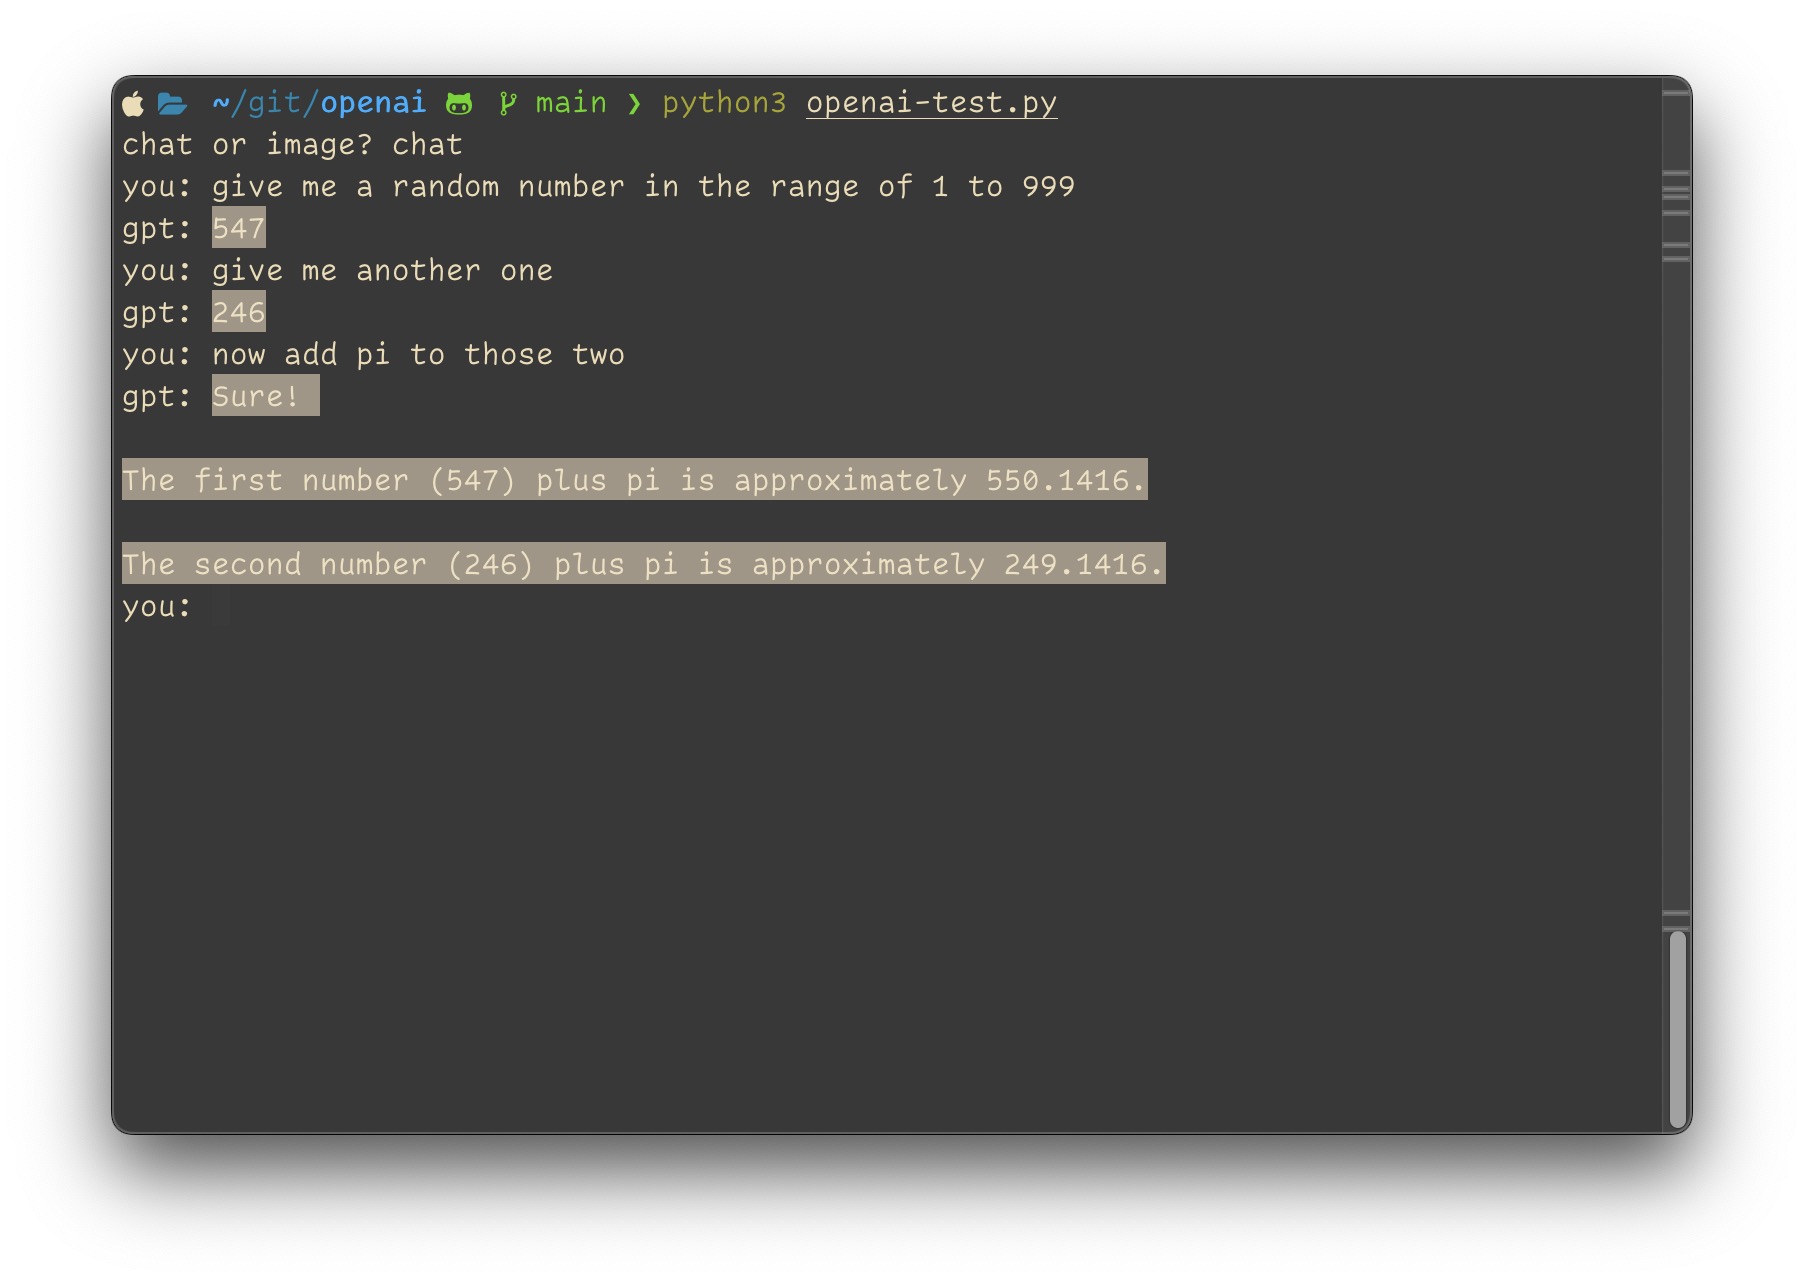 ~/git/openai main ❯ python3 openai-test.py
chat or image? chat
you: give me a random number in the range of 1 to 999
gpt: 547
you: give me another one
gpt: 246
you: now add pi to those two
gpt: Sure!
The first number (547) plus pi is approximately 550.1416.
The second number (246) plus pi is approximately 249.1416.
you: